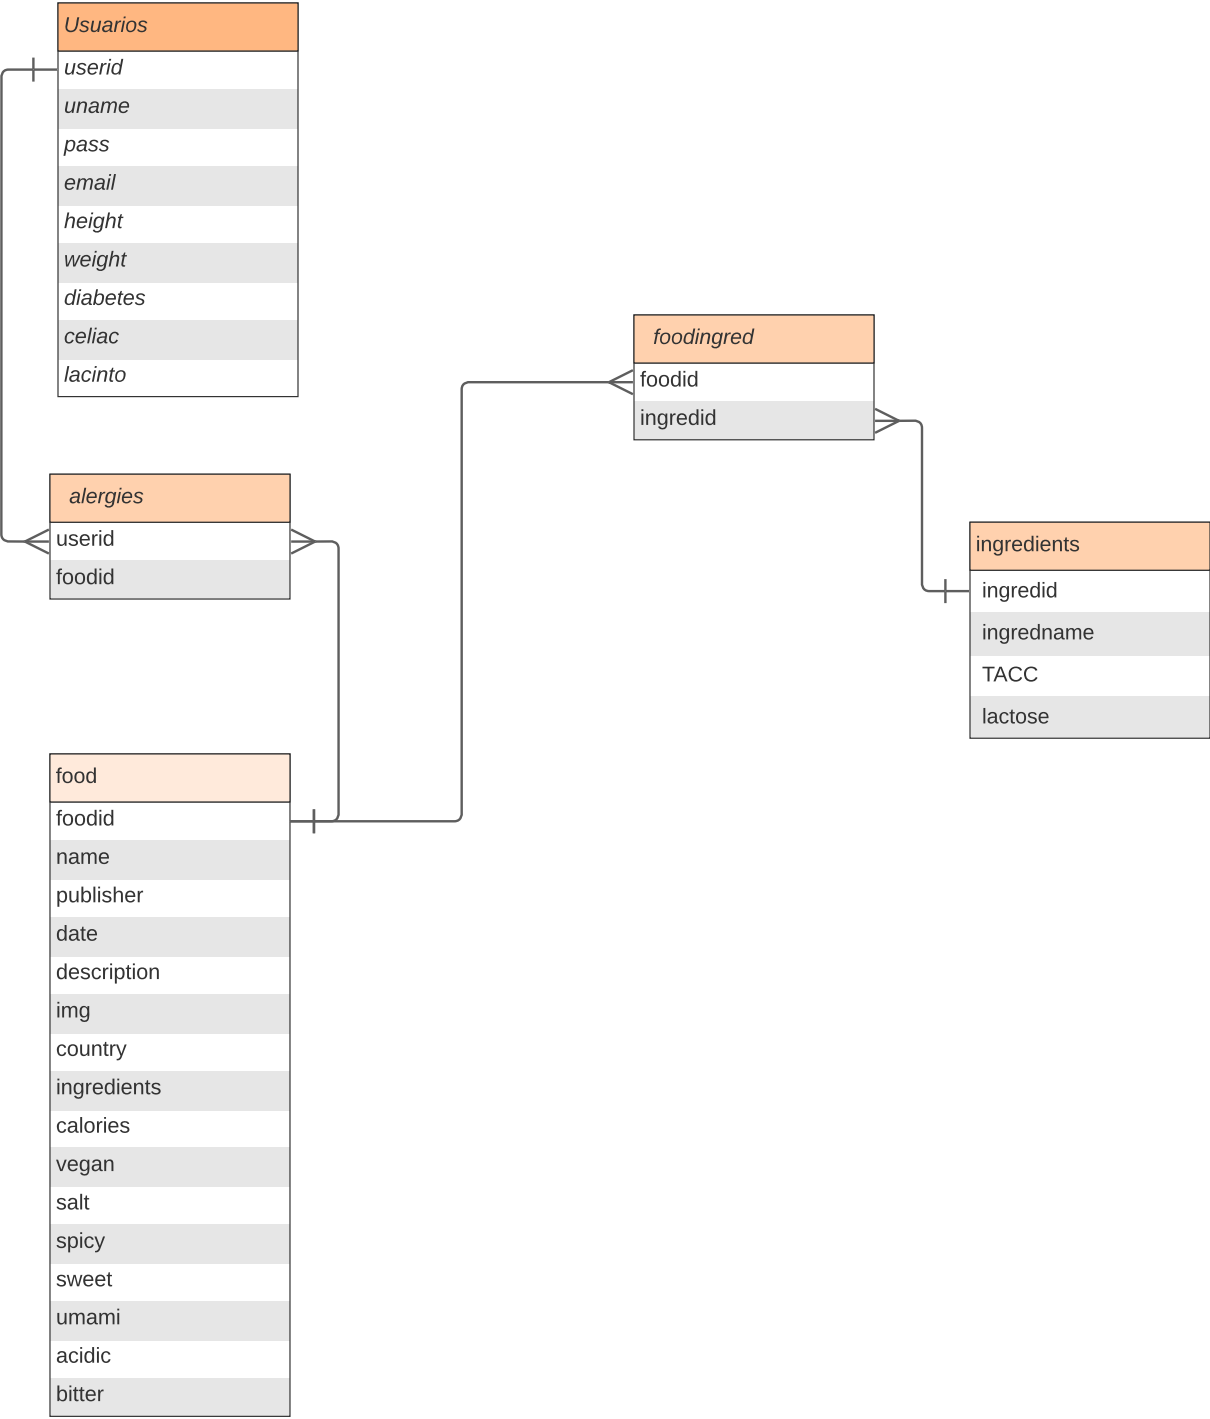 Usuarios
userid
uname
pass
email
height
weight
diabetes
celiac
lacinto
alergies
userid
foodid
food
foodid
name
publisher
date
description
img
country
ingredients
calories
vegan
salt
spicy
sweet
umami
acidic
bitter
foodingred
foodid
ingredid
ingredients
ingredid
ingredname
TACC
lactose